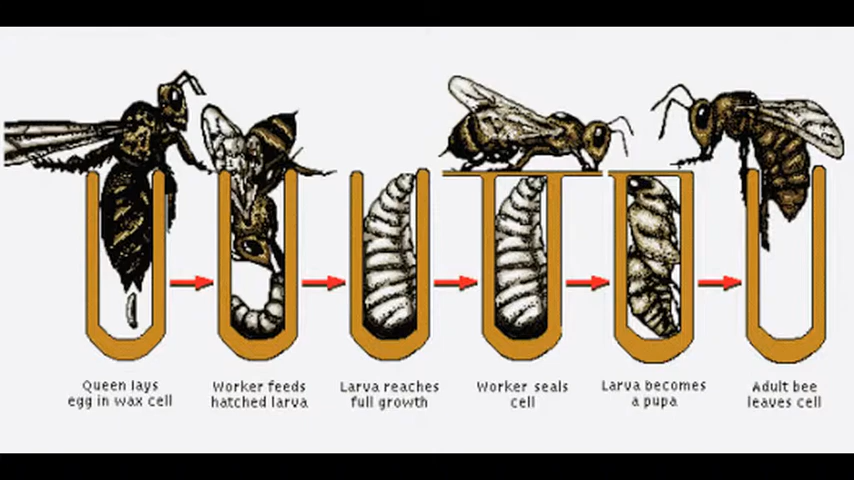 Queen lays
egg in wax cell
Worker feeds
hatched larva
Larva reaches
full growth
Worker seals
cell
Larva becomes
a pupa
Adult bee
leaves cell